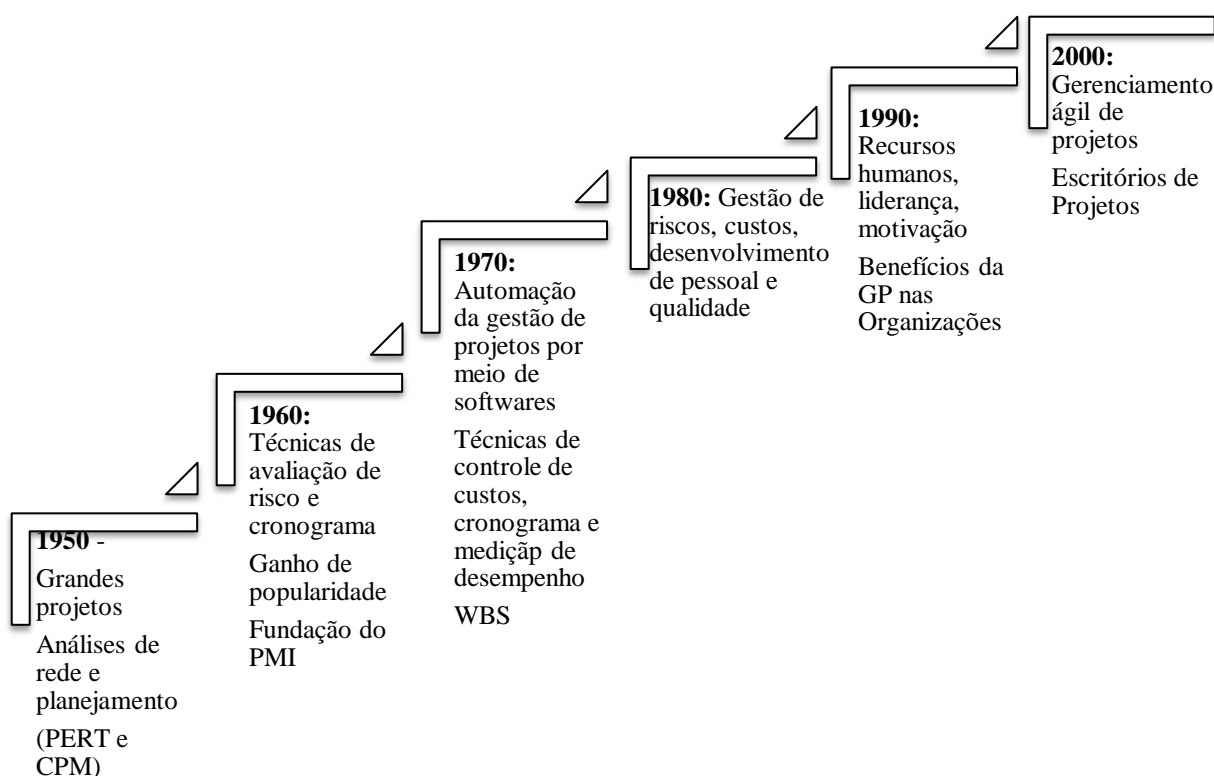 1950 -
Grandes
projetos
Análises de
rede e
planejamento
(PERT e
CPM)
1960:
Técnicas de
avaliação de
risco e
cronograma
Ganho de
popularidade
Fundação do
PMI
1970:
Automação
da gestão de
projetos por
meio de
softwares
Técnicas de
controle de
custos,
cronograma e
mediçãp de
desempenho
WBS
1980: Gestão de
riscos, custos,
desenvolvimento
de pessoal e
qualidade
1990:
Recursos
humanos,
liderança,
motivação
Benefícios da
GP nas
Organizações
2000:
Gerenciamento
ágil de
projetos
Escritórios de
Projetos